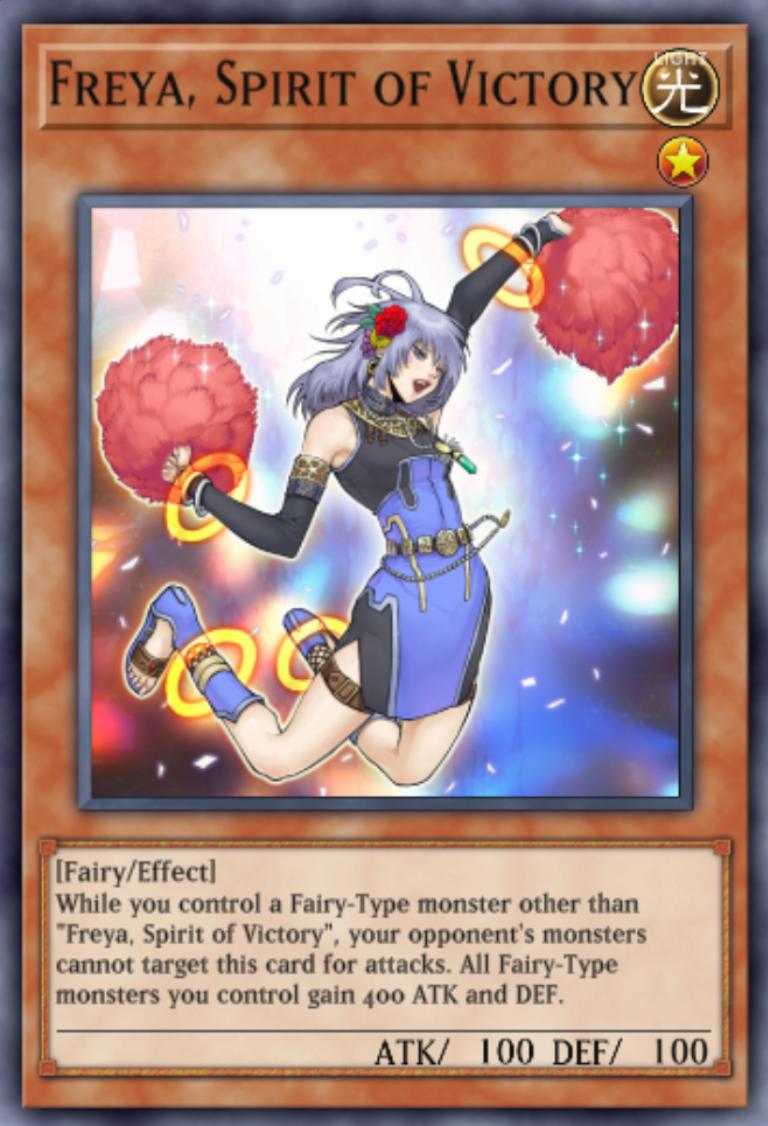 FREYA, SPIRIT OF VICTORY
LIGHT
光
[Fairy/Effect]
While you control a Fairy-Type monster other than
"Freya, Spirit of Victory", your opponent's monsters
cannot target this card for attacks. All Fairy-Type
monsters you control gain 400 ATK and DEF.
ATK/ 100 DEF/ 100